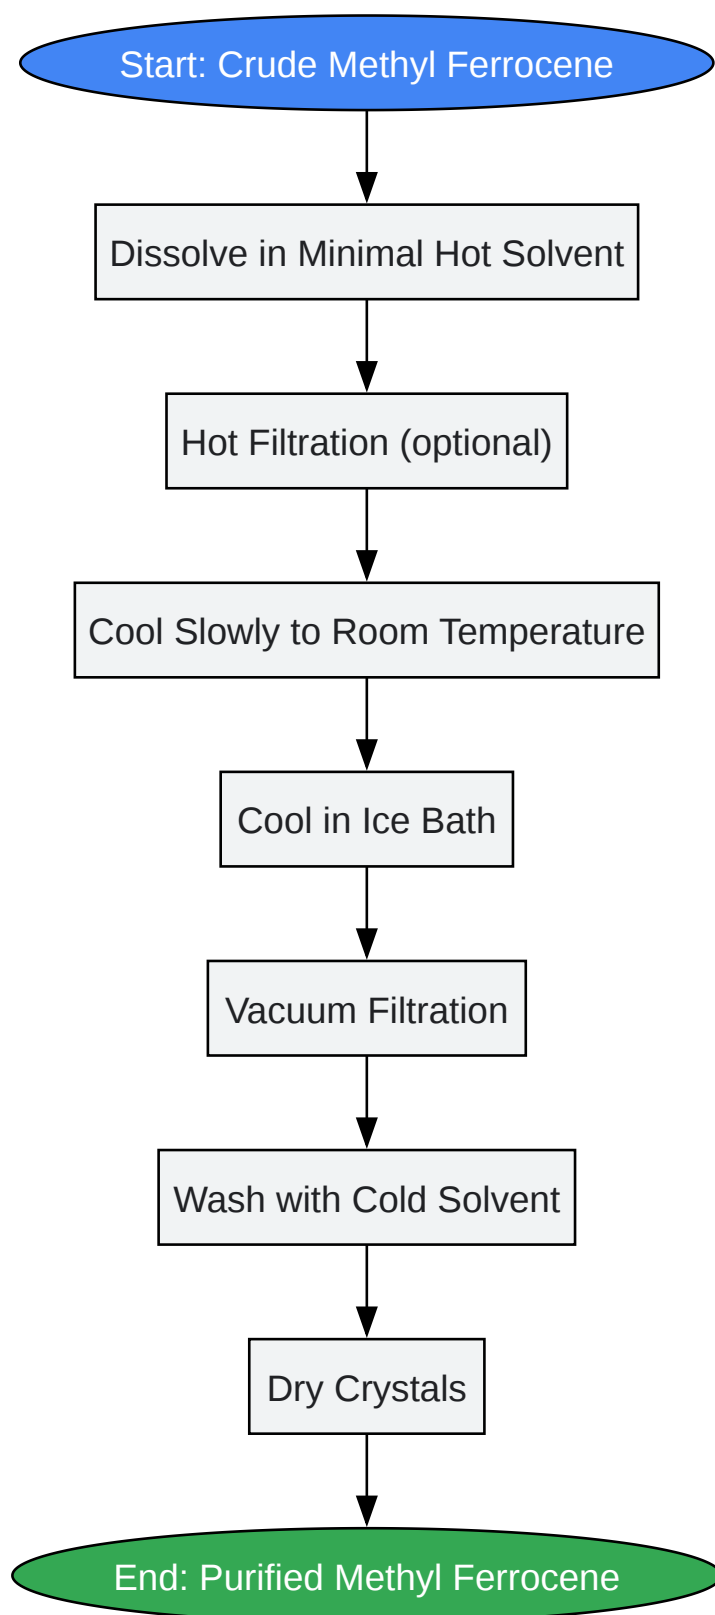 Start: Crude Methyl Ferrocene
Dissolve in Minimal Hot Solvent
Hot Filtration (optional)
Cool Slowly to Room Temperature
Cool in Ice Bath
Vacuum Filtration
Wash with Cold Solvent
Dry Crystals
End: Purified Methyl Ferrocene